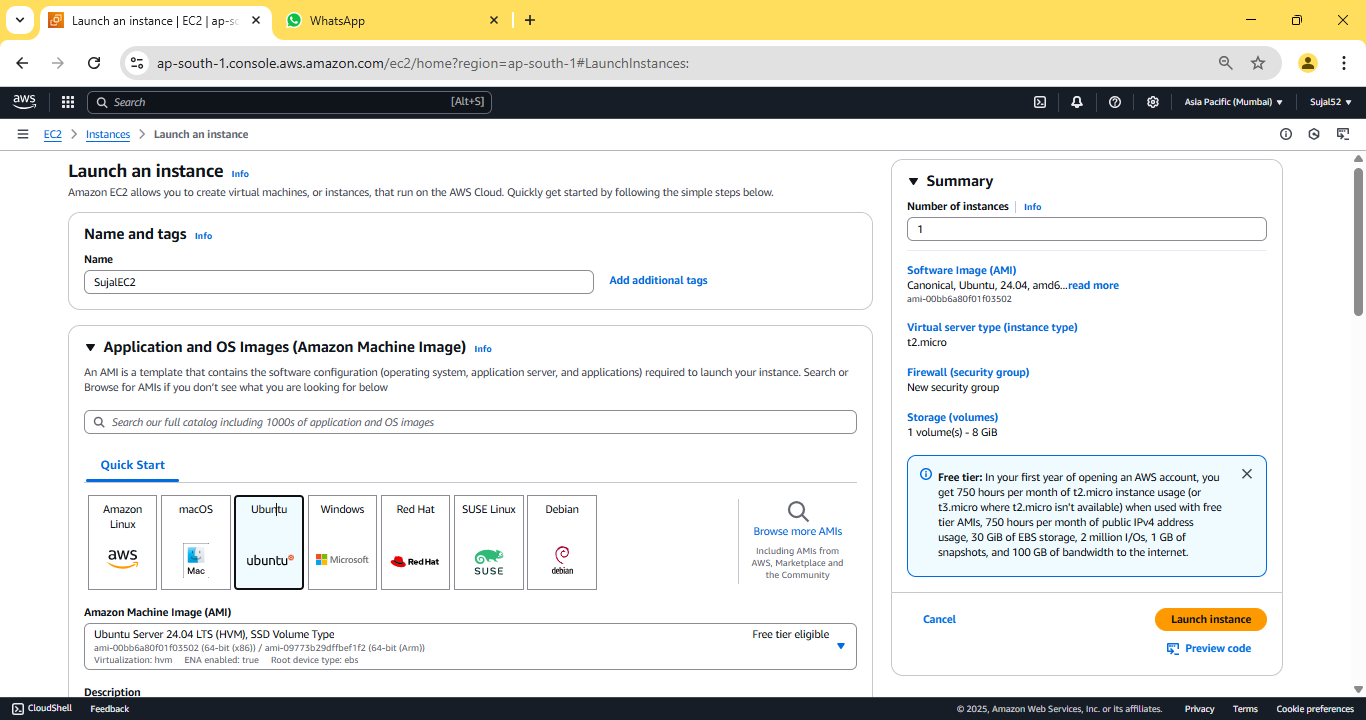 Launch an instance | EC2 | ap-sc
WhatsApp
ap-south-1.console.aws.amazon.com/ec2/home?region=ap-south-1#LaunchInstances:
aws
Search
[Alt+S]
Asia Pacific (Mumbai)
Sujal52
EC2
Instances
Launch an instance
Launch an instance
Info
Amazon EC2 allows you to create virtual machines, or instances, that run on the AWS Cloud. Quickly get started by following the simple steps below.
Name and tags
Info
Name
SujalEC2
Add additional tags
Application and OS Images (Amazon Machine Image)
Info
An AMI is a template that contains the software configuration (operating system, application server, and applications) required to launch your instance. Search or
Browse for AMIs if you don't see what you are looking for below
Search our full catalog including 1000s of application and OS images
Quick Start
Amazon
Linux
aws
macOS
Mac
Ubuntu
ubuntu
Windows
Microsoft
Red Hat
Red Hat
SUSE Linux
SUSE
Debian
debian
Browse more AMIs
Including AMIs from
AWS, Marketplace and
the Community
Amazon Machine Image (AMI)
Ubuntu Server 24.04 LTS (HVM), SSD Volume Type
Free tier eligible
ami-00bb6a80f01f03502 (64-bit (x86)) / ami-09773b29dffbef1f2 (64-bit (Arm))
Virtualization: hvm ENA enabled: true Root device type: ebs
Description
Summary
Number of instances
Info
1
Software Image (AMI)
Canonical, Ubuntu, 24.04, amd6...read more
ami-00bb6a80f01f03502
Virtual server type (instance type)
t2.micro
Firewall (security group)
New security group
Storage (volumes)
1 volume(s) - 8 GiB
Free tier: In your first year of opening an AWS account, you
get 750 hours per month of t2.micro instance usage (or
t3.micro where t2.micro isn't available) when used with free
tier AMIs, 750 hours per month of public IPv4 address
usage, 30 GiB of EBS storage, 2 million I/Os, 1 GB of
snapshots, and 100 GB of bandwidth to the internet.
Cancel
Launch instance
Preview code
CloudShell
Feedback
© 2025, Amazon Web Services, Inc. or its affiliates.
Privacy
Terms
Cookie preferences